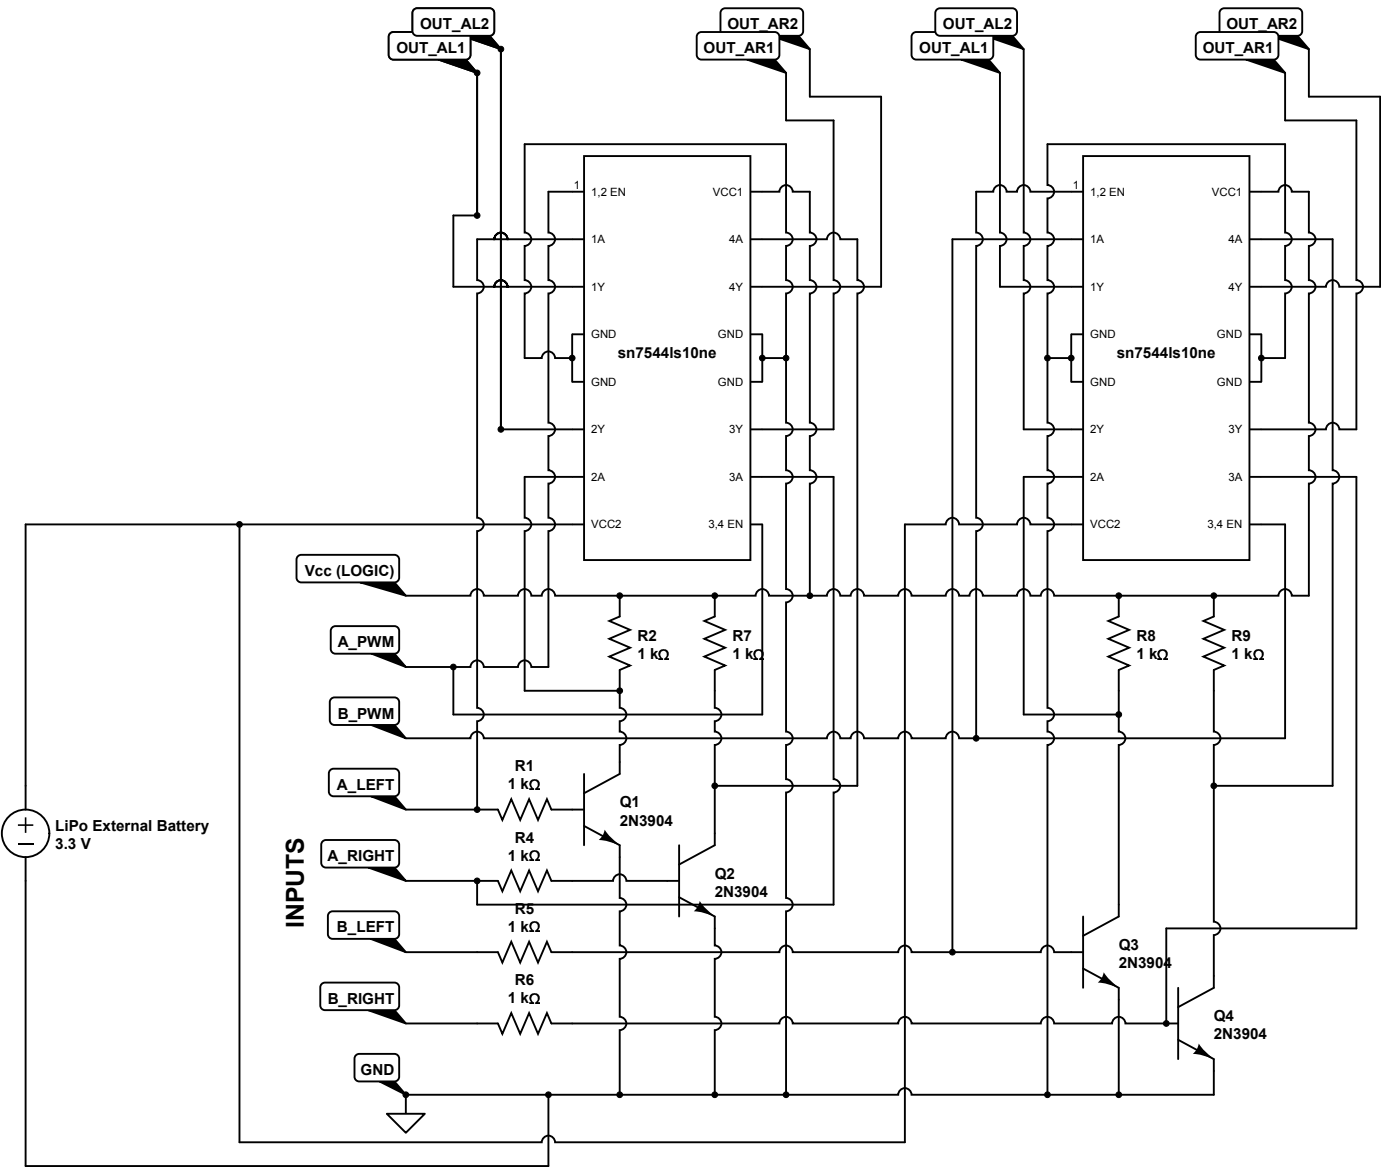 OUT_AL2
OUT_AL1
OUT_AR2
OUT_AR1
OUT_AL2
OUT_AL1
OUT_AR2
OUT_AR1
1
1,2 EN
VCC1
1A
4A
1Y
4Y
GND
GND
sn7544ls10ne
GND
GND
2Y
3Y
2A
3A
VCC2
3,4 EN
1
1,2 EN
VCC1
1A
4A
1Y
4Y
GND
GND
sn7544ls10ne
GND
GND
2Y
3Y
2A
3A
VCC2
3,4 EN
Vcc (LOGIC)
A_PWM
B_PWM
A_LEFT
A_RIGHT
B_LEFT
B_RIGHT
GND
INPUTS
LiPo External Battery
3.3 V
R2
1 kΩ
R7
1 kΩ
R8
1 kΩ
R9
1 kΩ
R1
1 kΩ
R4
1 kΩ
R5
1 kΩ
R6
1 kΩ
Q1
2N3904
Q2
2N3904
Q3
2N3904
Q4
2N3904